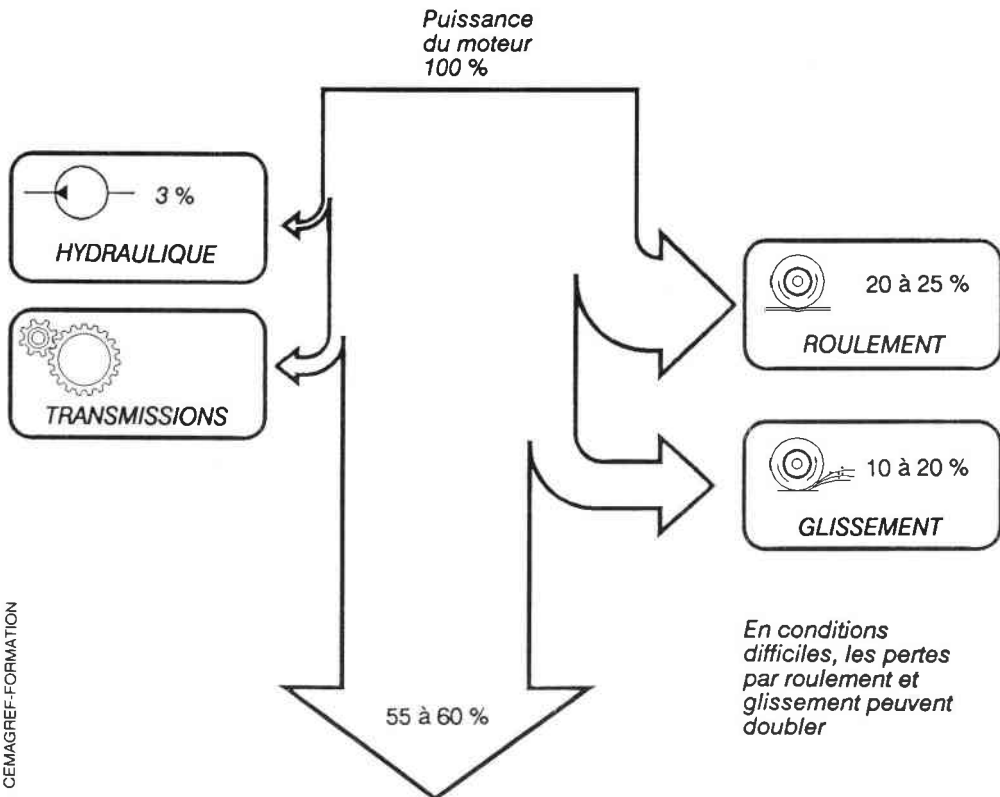 Puissance
du moteur
100 %
3 %
HYDRAULIQUE
TRANSMISSIONS
20 à 25 %
ROULEMENT
10 à 20 %
GLISSEMENT
55 à 60 %
En conditions
difficiles, les pertes
par roulement et
glissement peuvent
doubler
CEMAGREF-FORMATION